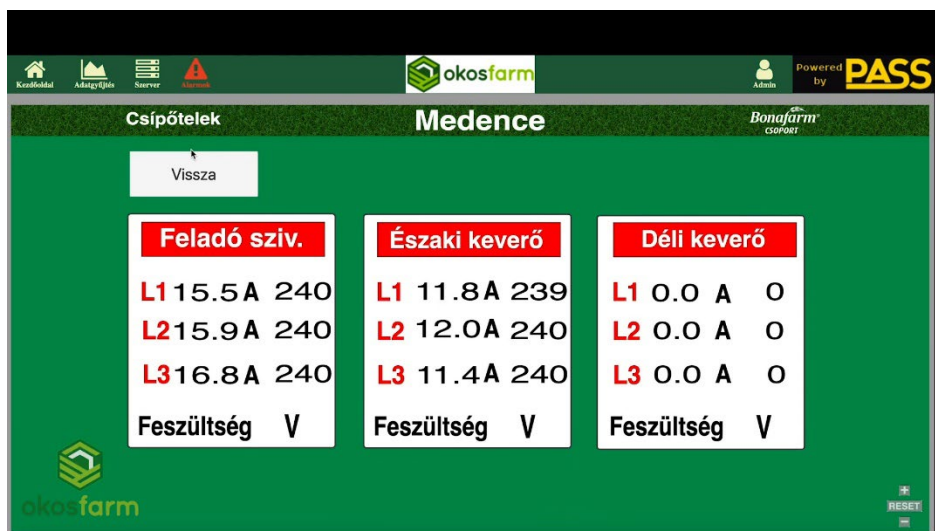 Kezdőoldal Adatgyűjtés Szerver Alarmok okosfarm Admin Powered by PASS
Csípőtelek Medence Bonafarm CSOPORT
Vissza
Feladó sziv.
L1 15.5 A 240
L2 15.9 A 240
L3 16.8 A 240
Feszültség V
Északi keverő
L1 11.8 A 239
L2 12.0 A 240
L3 11.4 A 240
Feszültség V
Déli keverő
L1 0.0 A 0
L2 0.0 A 0
L3 0.0 A 0
Feszültség V
okosfarm
+
RESET
−